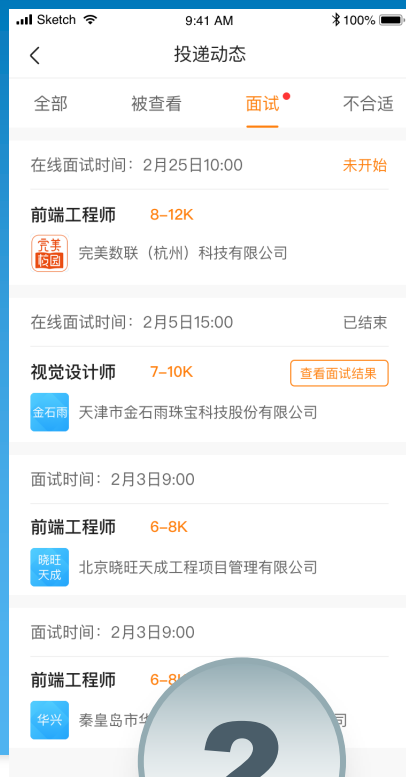 Sketch 9:41 AM 100%
投递动态
全部 被查看 面试 不合适
在线面试时间：2月25日10:00 未开始
前端工程师 8-12K
完美校园 完美数联（杭州）科技有限公司
在线面试时间：2月5日15:00 已结束
视觉设计师 7-10K 查看面试结果
金石雨 天津市金石雨珠宝科技股份有限公司
面试时间：2月3日9:00
前端工程师 6-8K
晓旺
天成 北京晓旺天成工程项目管理有限公司
面试时间：2月3日9:00
前端工程师 6-8
华兴 秦皇岛市 司
2